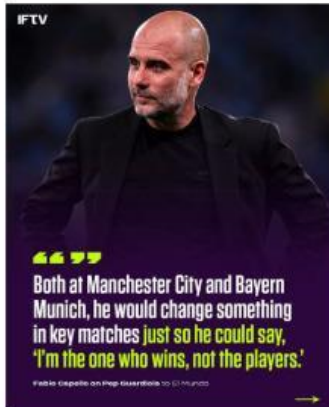 IFTV
Both at Manchester City and Bayern
Munich, he would change something
in key matches just so he could say,
'I'm the one who wins, not the players.'
Fabio Capello on Pep Guardiola to El Mundo